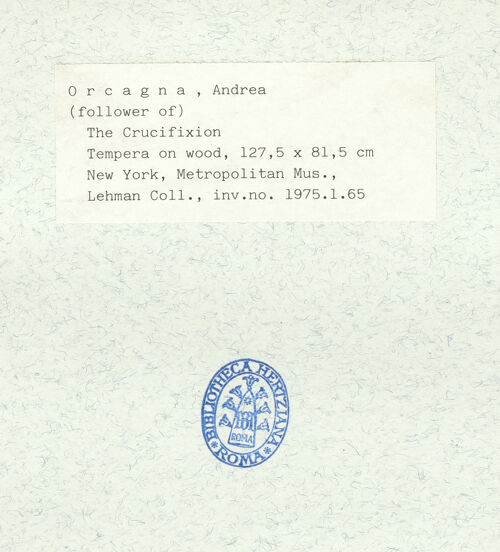 O r c a g n a , Andrea
(follower of)
The Crucifixion
Tempera on wood, 127,5 x 81,5 cm
New York, Metropolitan Mus.,
Lehman Coll., inv.no. 1975.1.65
BIBLIOTHECA HERTZIANA
BH
ROMA
* ROMA *